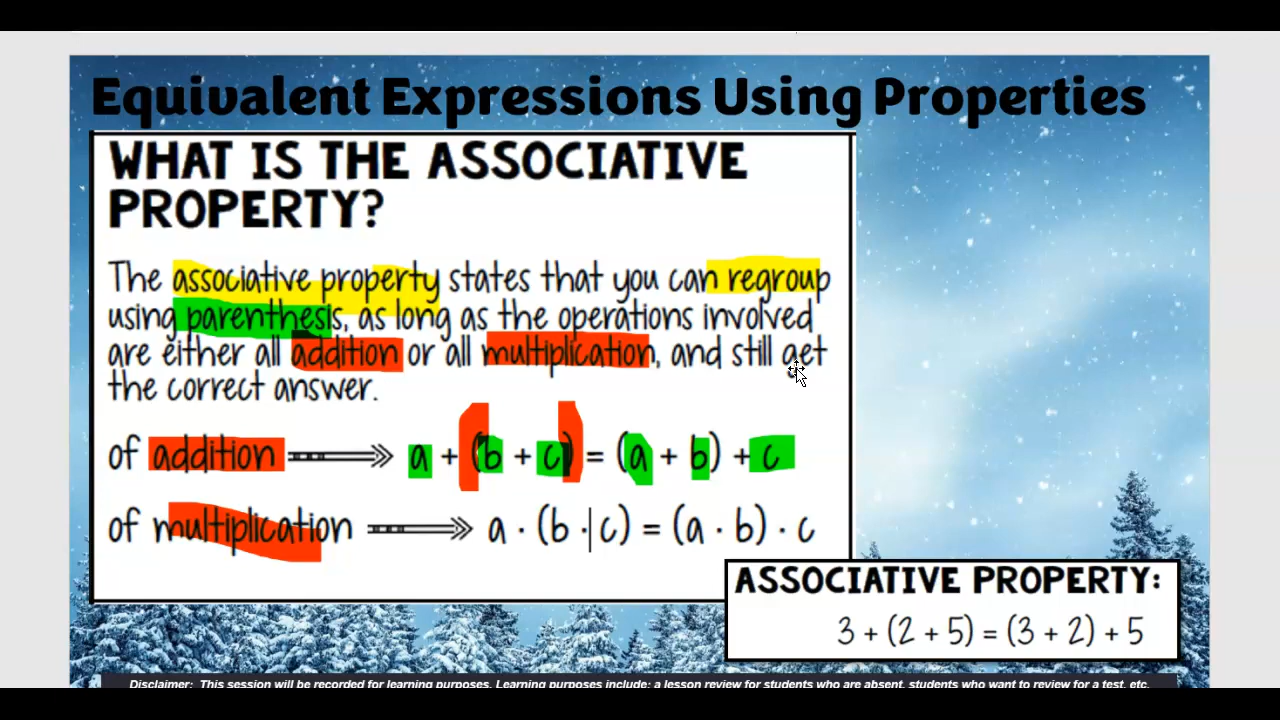 Equivalent Expressions Using Properties
WHAT IS THE ASSOCIATIVE
PROPERTY?
The associative property states that you can regroup
using parenthesis, as long as the operations involved
are either all addition or all multiplication, and still get
the correct answer.
of addition a + (b + c) = (a + b) + c
of multiplication a · (b · c) = (a · b) · c
ASSOCIATIVE PROPERTY:
3 + (2 + 5) = (3 + 2) + 5
Disclaimer: This session will be recorded for learning purposes. Learning purposes include: a lesson review for students who are absent, students who want to review for a test, etc.